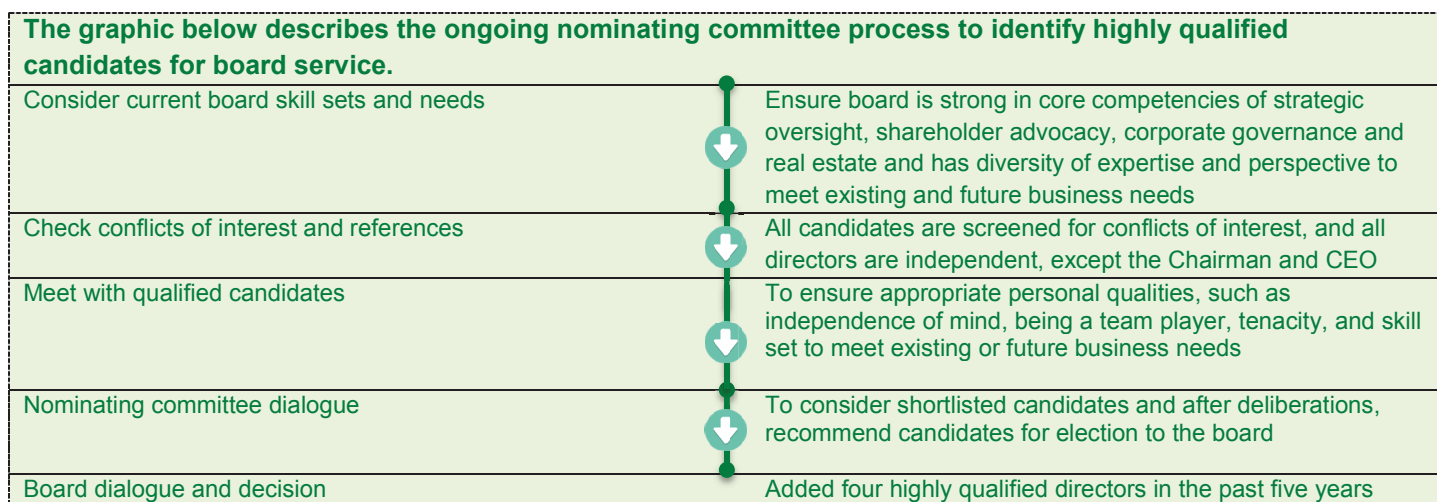 The graphic below describes the ongoing nominating committee process to identify highly qualified
candidates for board service.
Consider current board skill sets and needs
Ensure board is strong in core competencies of strategic
oversight, shareholder advocacy, corporate governance and
real estate and has diversity of expertise and perspective to
meet existing and future business needs
Check conflicts of interest and references
All candidates are screened for conflicts of interest, and all
directors are independent, except the Chairman and CEO
Meet with qualified candidates
To ensure appropriate personal qualities, such as
independence of mind, being a team player, tenacity, and skill
set to meet existing or future business needs
Nominating committee dialogue
To consider shortlisted candidates and after deliberations,
recommend candidates for election to the board
Board dialogue and decision
Added four highly qualified directors in the past five years